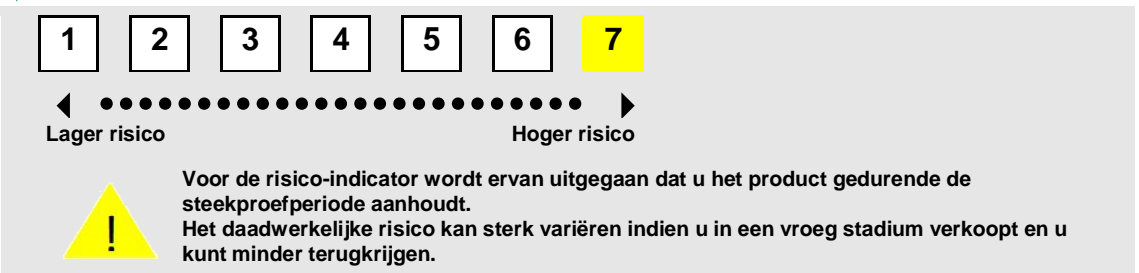 1 2 3 4 5 6 7
Lager risico Hoger risico
Voor de risico-indicator wordt ervan uitgegaan dat u het product gedurende de
steekproefperiode aanhoudt.
Het daadwerkelijke risico kan sterk variëren indien u in een vroeg stadium verkoopt en u
kunt minder terugkrijgen.
!